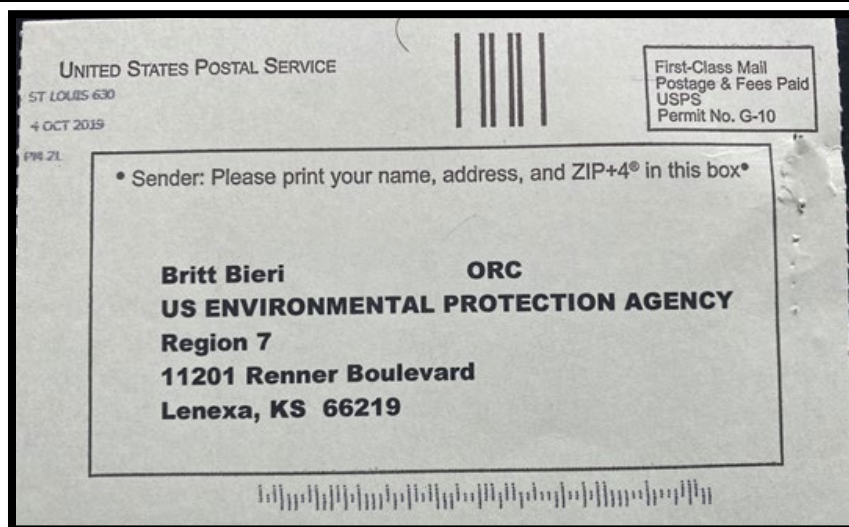 UNITED STATES POSTAL SERVICE
First-Class Mail
Postage & Fees Paid
USPS
Permit No. G-10
ST LOUIS 630
4 OCT 2019
PM 2L
• Sender: Please print your name, address, and ZIP+4® in this box•
Britt Bieri ORC
US ENVIRONMENTAL PROTECTION AGENCY
Region 7
11201 Renner Boulevard
Lenexa, KS 66219